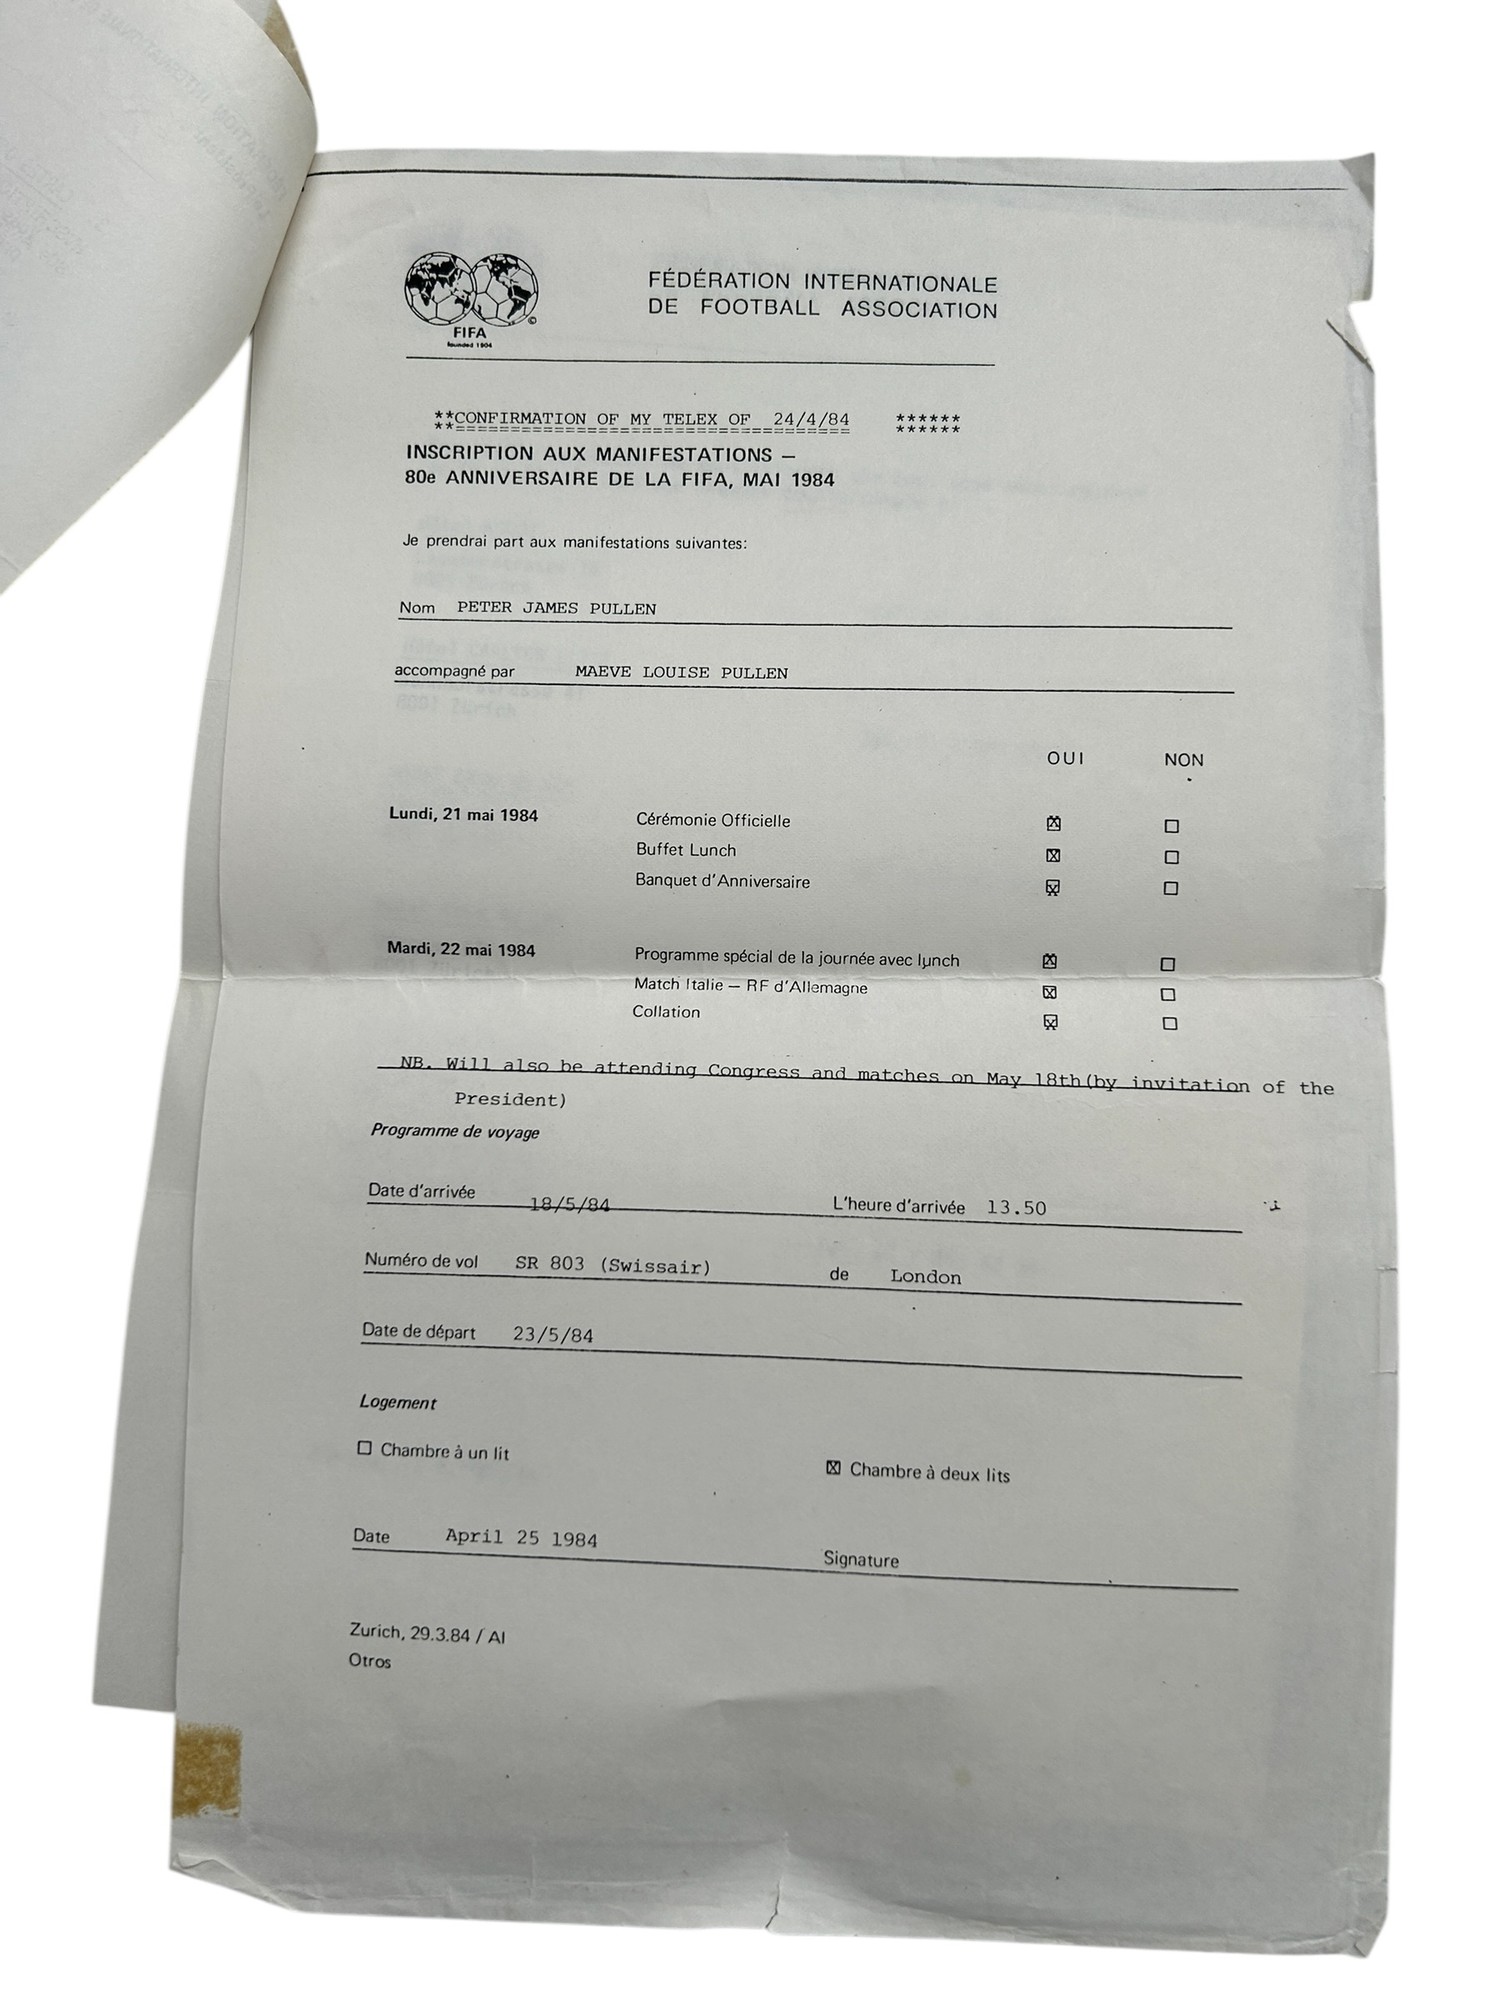 FIFA
founded 1904
FÉDÉRATION INTERNATIONALE
DE FOOTBALL ASSOCIATION
**CONFIRMATION OF MY TELEX OF 24/4/84 ******
**===================================== ******
INSCRIPTION AUX MANIFESTATIONS –
80e ANNIVERSAIRE DE LA FIFA, MAI 1984
Je prendrai part aux manifestations suivantes:
Nom PETER JAMES PULLEN
accompagné par MAEVE LOUISE PULLEN
OUI NON
Lundi, 21 mai 1984 Cérémonie Officielle ☒ ☐
Buffet Lunch ☒ ☐
Banquet d'Anniversaire ☒ ☐
Mardi, 22 mai 1984 Programme spécial de la journée avec lunch ☒ ☐
Match Italie – RF d'Allemagne ☒ ☐
Collation ☒ ☐
NB. Will also be attending Congress and matches on May 18th(by invitation of the
President)
Programme de voyage
Date d'arrivée 18/5/84 L'heure d'arrivée 13.50
Numéro de vol SR 803 (Swissair) de London
Date de départ 23/5/84
Logement
☐ Chambre à un lit ☒ Chambre à deux lits
Date April 25 1984 Signature
Zurich, 29.3.84 / AI
Otros